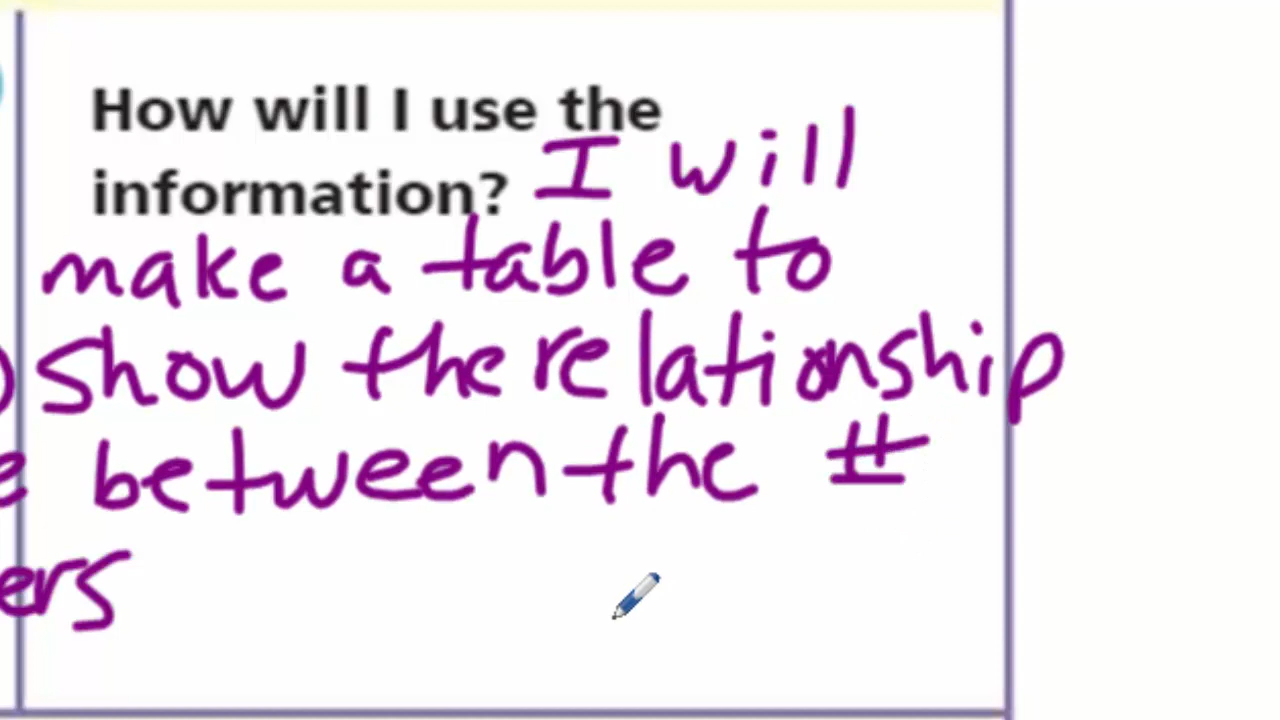 How will I use the
information? I will
make a table to
show the relationship
between the #
ers